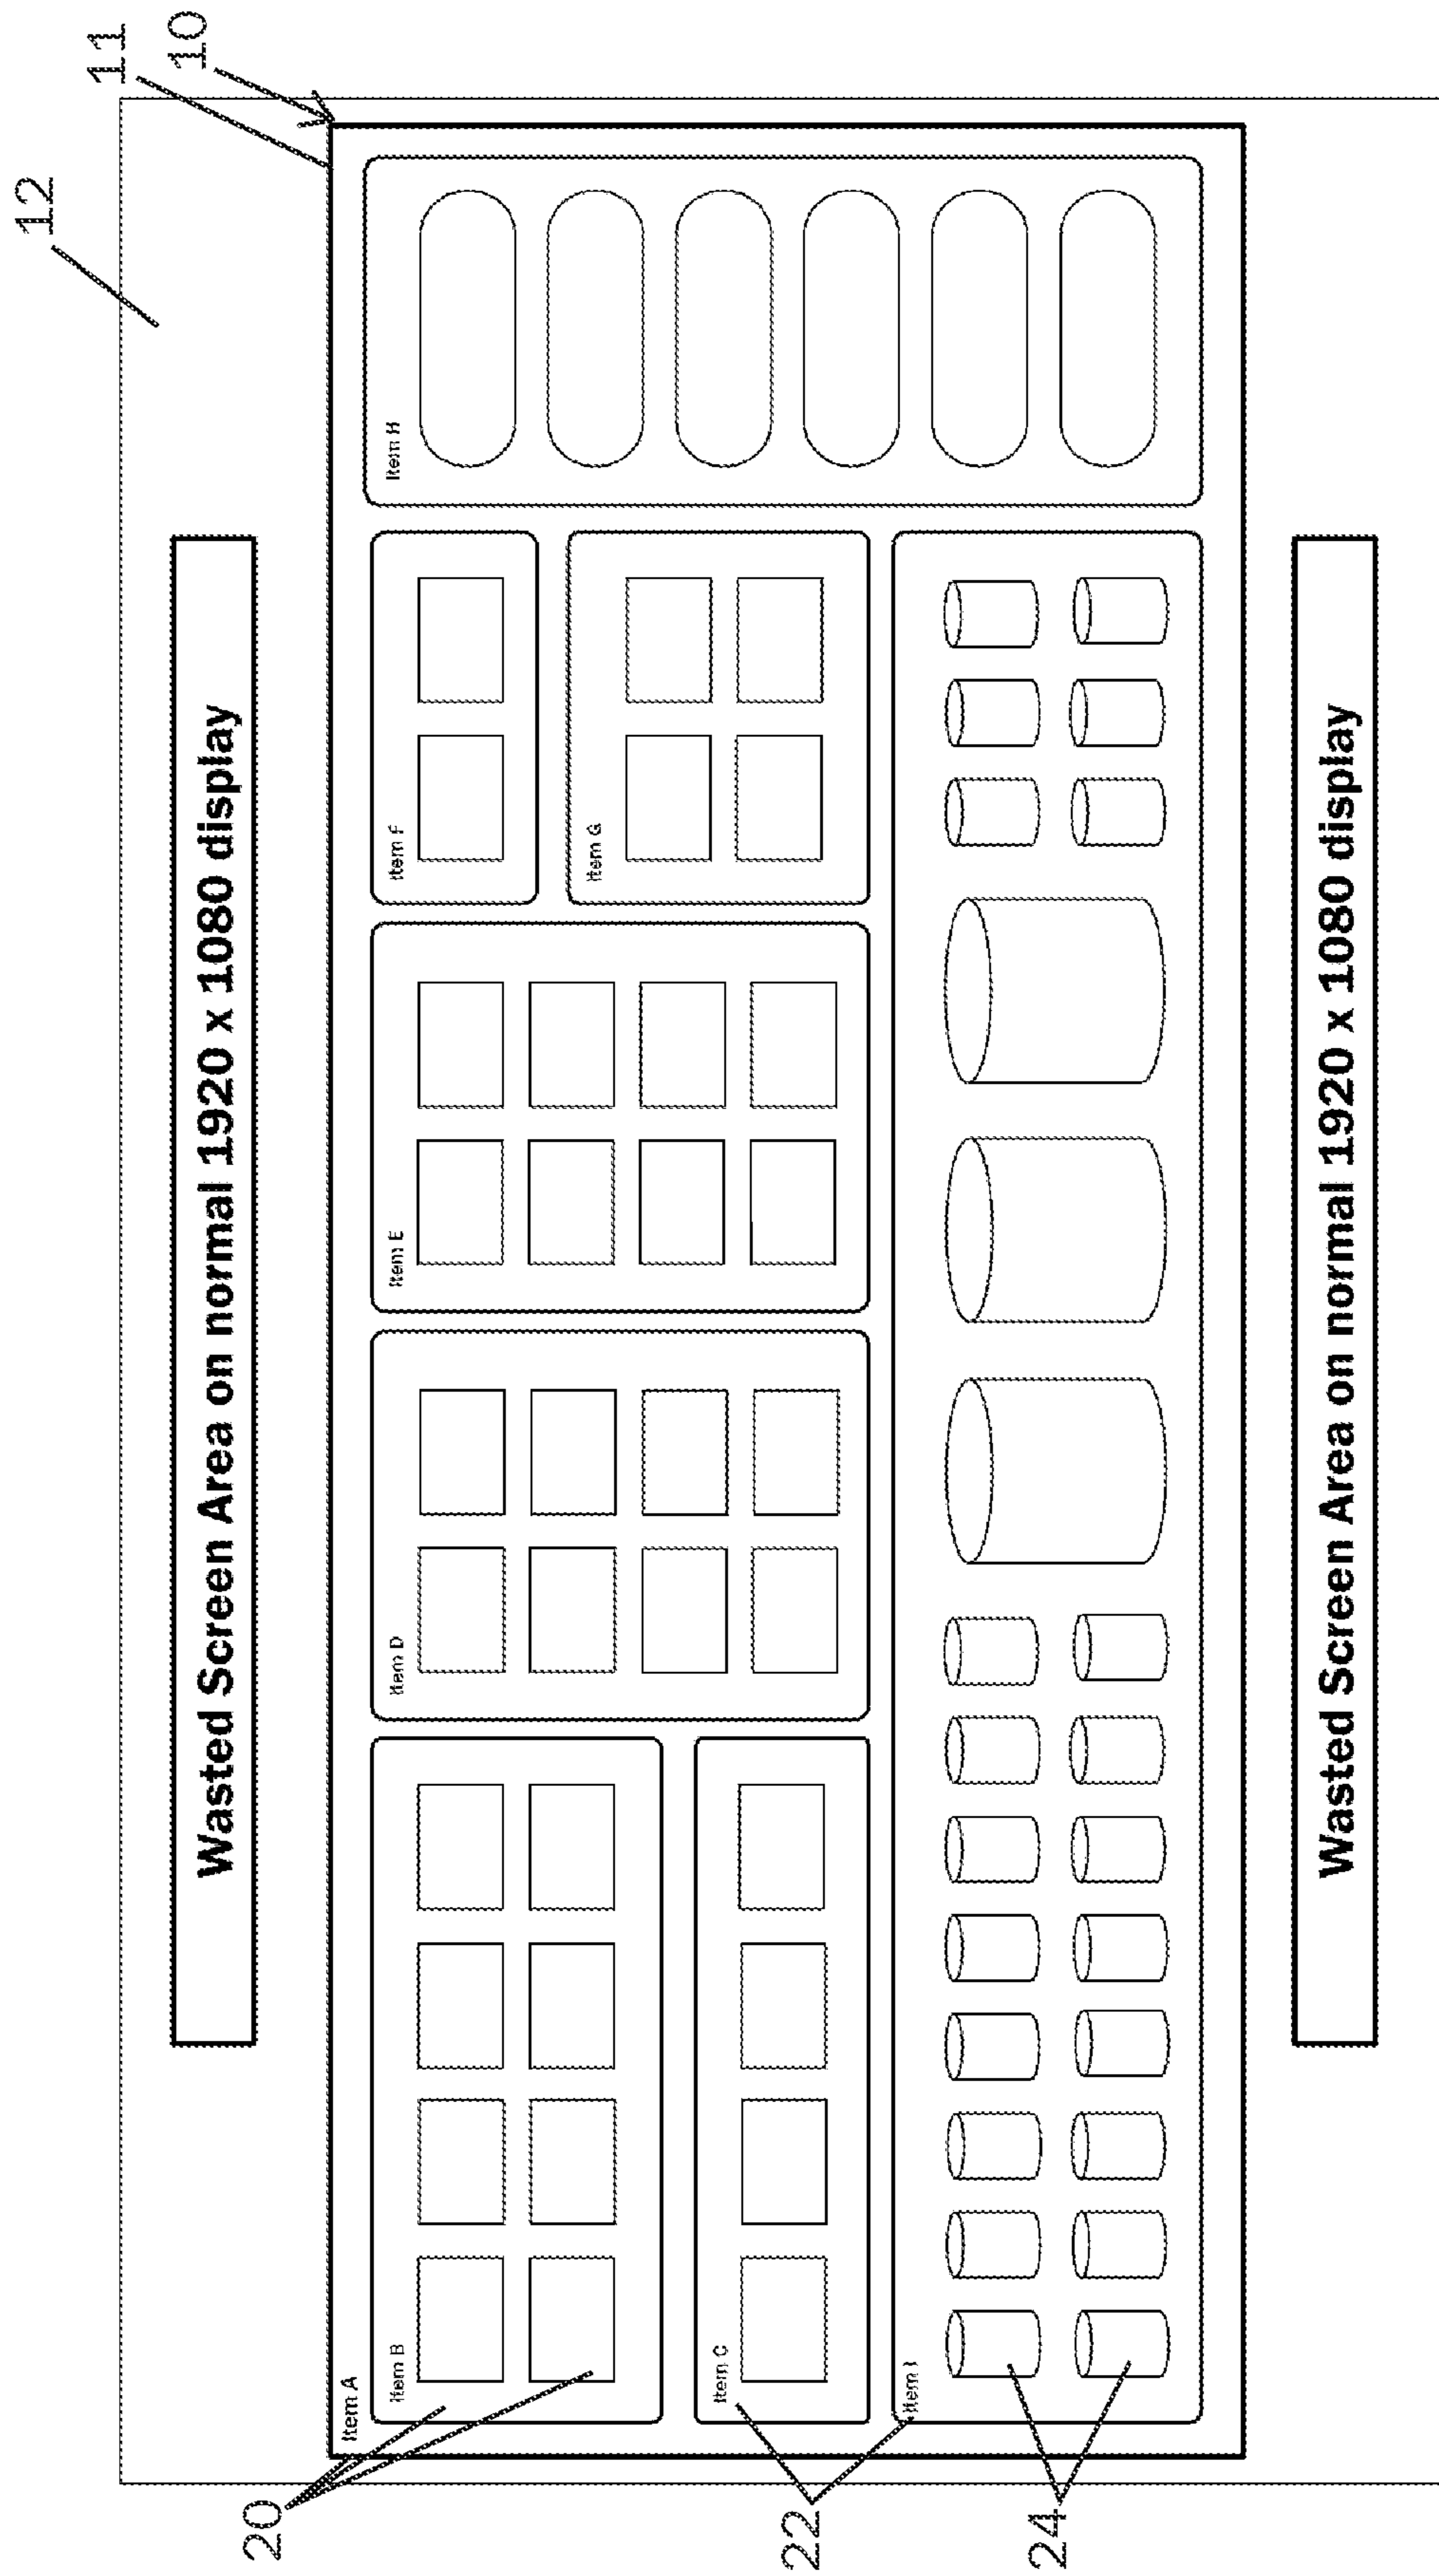 12
11
10
Wasted Screen Area on normal 1920 x 1080 display
Item A
Item B
Item D
Item E
Item F
Item H
Item G
Item C
Item I
20
22
24
Wasted Screen Area on normal 1920 x 1080 display